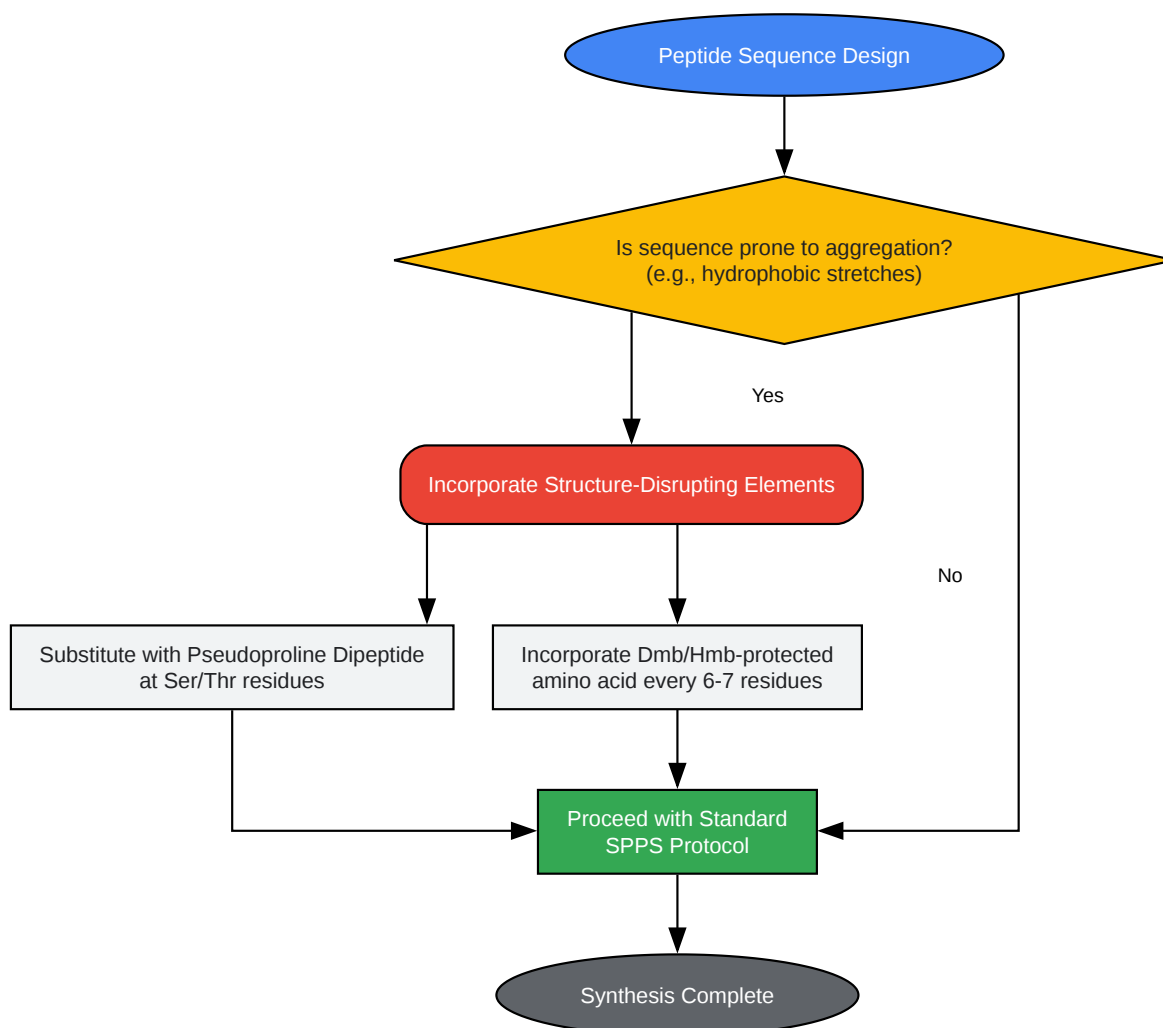 Peptide Sequence Design
Is sequence prone to aggregation?
(e.g., hydrophobic stretches)
Yes
Incorporate Structure-Disrupting Elements
No
Substitute with Pseudoproline Dipeptide
at Ser/Thr residues
Incorporate Dmb/Hmb-protected
amino acid every 6-7 residues
Proceed with Standard
SPPS Protocol
Synthesis Complete